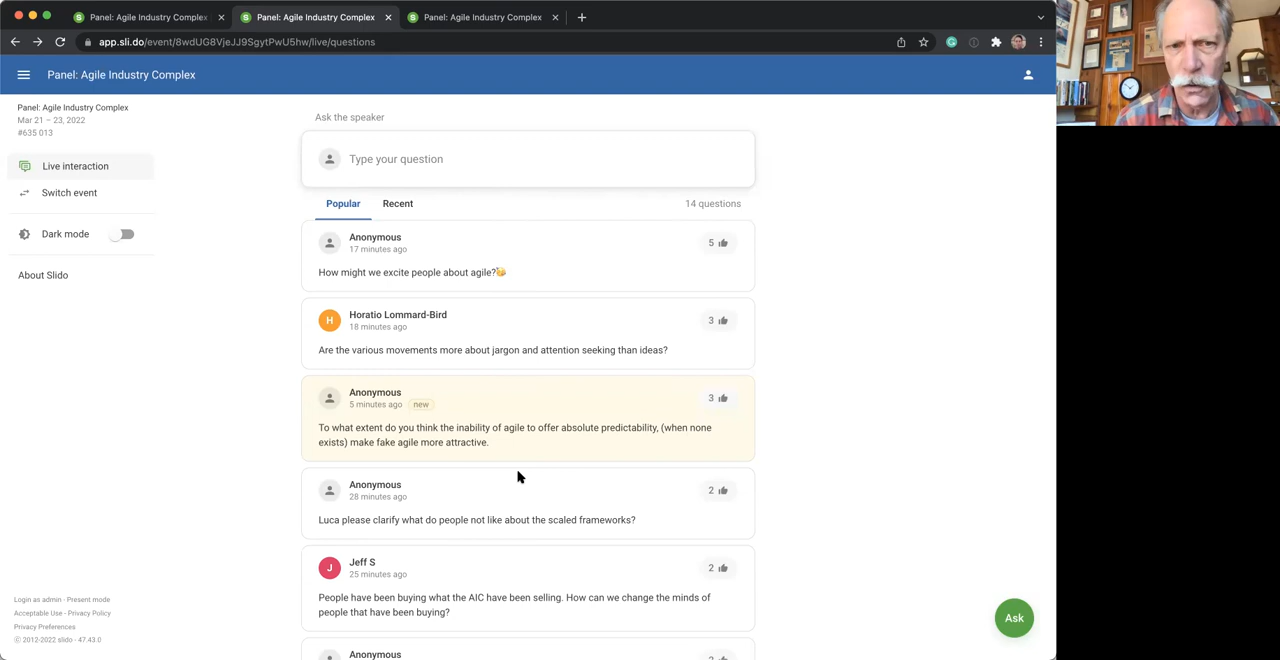 Panel: Agile Industry Complex
Panel: Agile Industry Complex
Panel: Agile Industry Complex
app.sli.do/event/8wdUG8VjeJJ9SgytPwU5hw/live/questions
Panel: Agile Industry Complex
Panel: Agile Industry Complex
Mar 21 – 23, 2022
#635 013
Live interaction
Switch event
Dark mode
About Slido
Ask the speaker
Type your question
Popular
Recent
14 questions
Anonymous
17 minutes ago
5
How might we excite people about agile?
H
Horatio Lommard-Bird
18 minutes ago
3
Are the various movements more about jargon and attention seeking than ideas?
Anonymous
5 minutes ago new
3
To what extent do you think the inability of agile to offer absolute predictability, (when none
exists) make fake agile more attractive.
Anonymous
28 minutes ago
2
Luca please clarify what do people not like about the scaled frameworks?
J
Jeff S
25 minutes ago
2
People have been buying what the AIC have been selling. How can we change the minds of
people that have been buying?
Anonymous
Ask
Login as admin - Present mode
Acceptable Use - Privacy Policy
Privacy Preferences
© 2012-2022 slido - 47.43.0